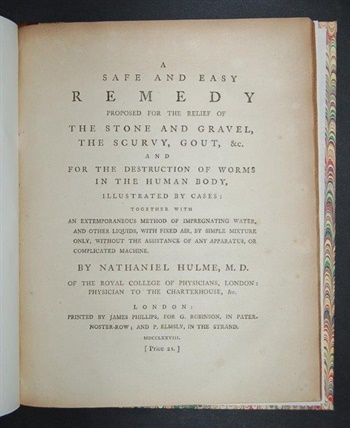 A
SAFE AND EASY
REMEDY
PROPOSED FOR THE RELIEF OF
THE STONE AND GRAVEL,
THE SCURVY, GOUT, &c.
AND
FOR THE DESTRUCTION OF WORMS
IN THE HUMAN BODY,
ILLUSTRATED BY CASES:
TOGETHER WITH
AN EXTEMPORANEOUS METHOD OF IMPREGNATING WATER,
AND OTHER LIQUIDS, WITH FIXED AIR, BY SIMPLE MIXTURE
ONLY, WITHOUT THE ASSISTANCE OF ANY APPARATUS, OR
COMPLICATED MACHINE.
BY NATHANIEL HULME, M.D.
OF THE ROYAL COLLEGE OF PHYSICIANS, LONDON:
PHYSICIAN TO THE CHARTERHOUSE, &c.
LONDON:
PRINTED BY JAMES PHILLIPS, FOR G. ROBINSON, IN PATER-
NOSTER-ROW; AND P. ELMSLY, IN THE STRAND.
MDCCLXXVIII.
[Price 2s.]